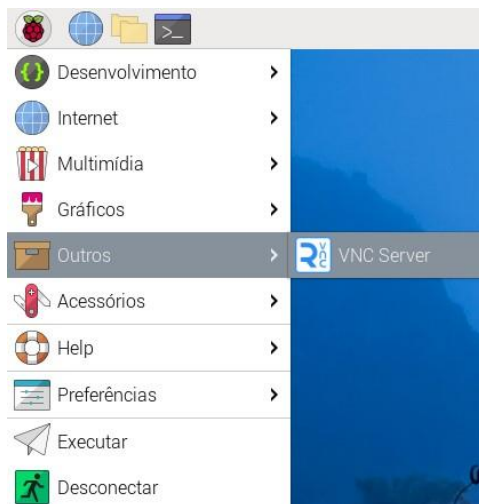 >_
Desenvolvimento
Internet
Multimídia
Gráficos
Outros
VNC Server
Acessórios
Help
Preferências
Executar
Desconectar